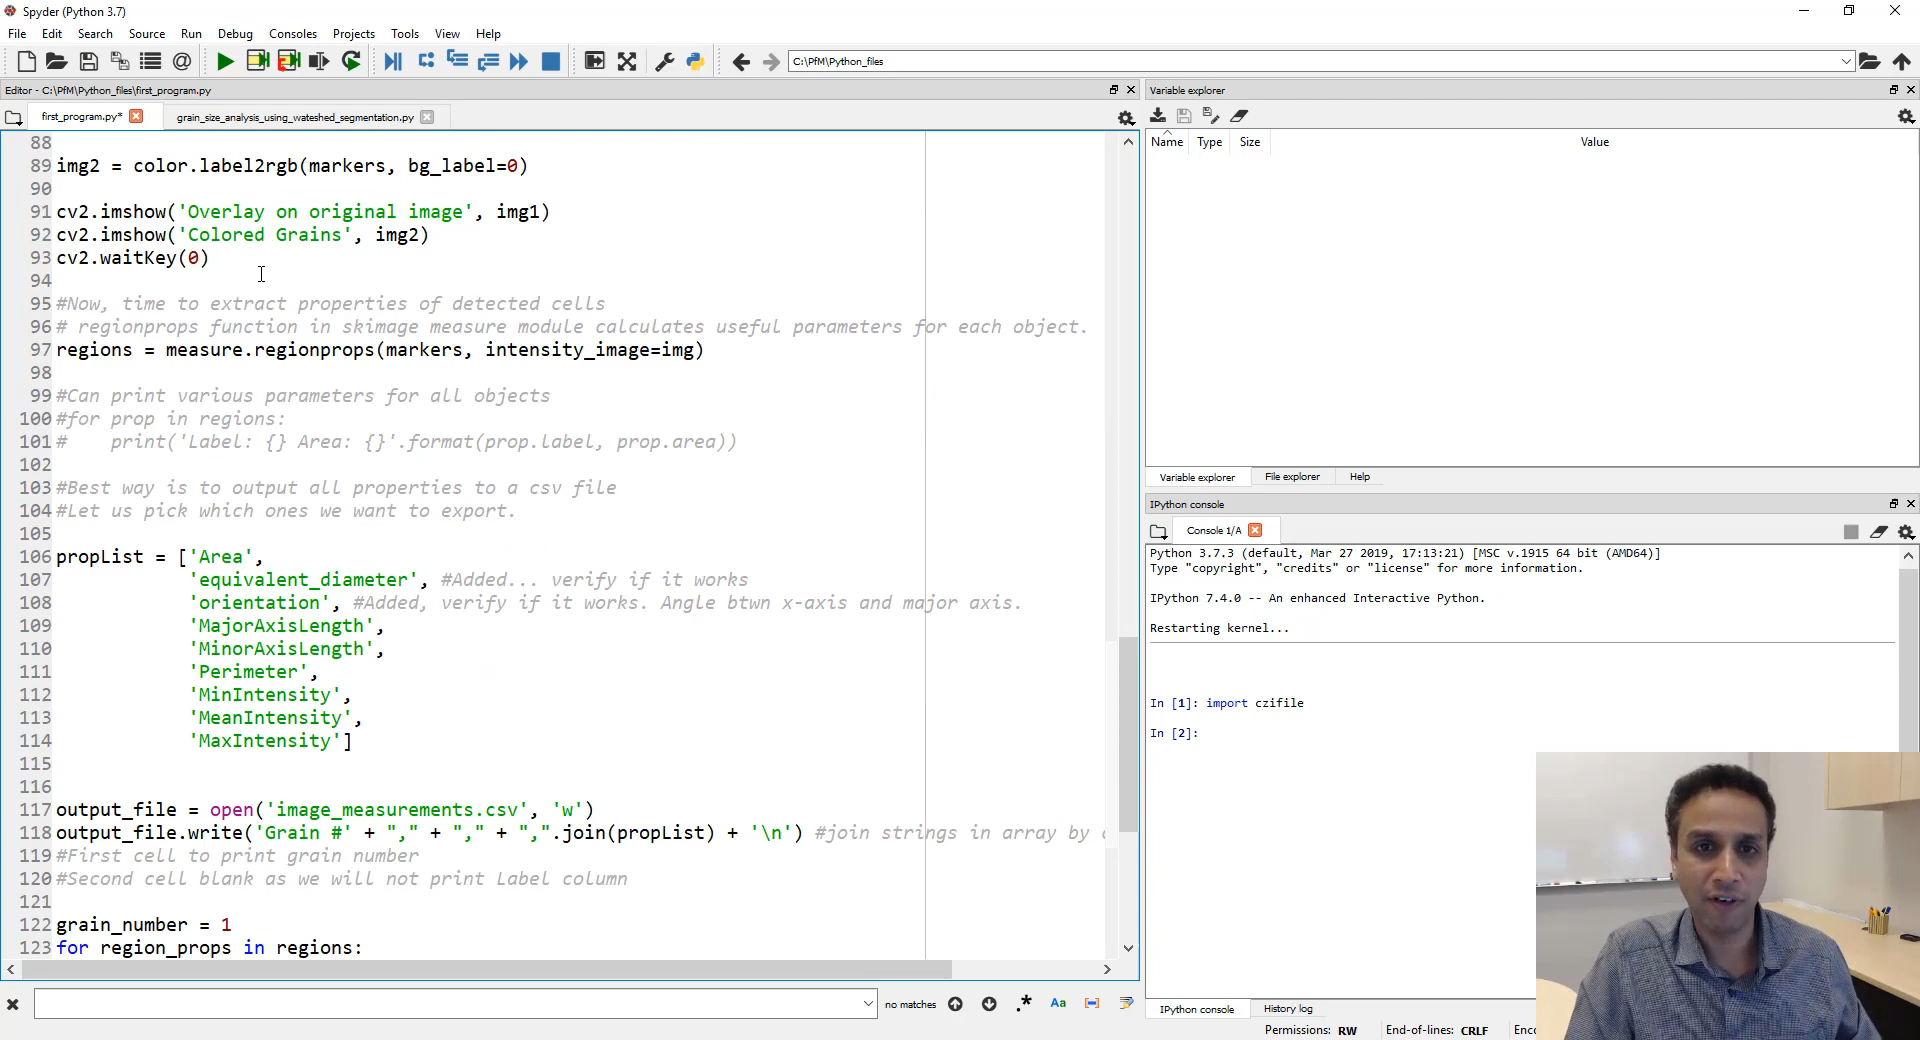 Spyder (Python 3.7)
File Edit Search Source Run Debug Consoles Projects Tools View Help
C:\PfM\Python_files
Editor - C:\PfM\Python_files\first_program.py
first_program.py*
grain_size_analysis_using_wateshed_segmentation.py
88
89 img2 = color.label2rgb(markers, bg_label=0)
90
91 cv2.imshow('Overlay on original image', img1)
92 cv2.imshow('Colored Grains', img2)
93 cv2.waitKey(0)
94
95 #Now, time to extract properties of detected cells
96 # regionprops function in skimage measure module calculates useful parameters for each object.
97 regions = measure.regionprops(markers, intensity_image=img)
98
99 #Can print various parameters for all objects
100 #for prop in regions:
101 #    print('Label: {} Area: {}'.format(prop.label, prop.area))
102
103 #Best way is to output all properties to a csv file
104 #Let us pick which ones we want to export.
105
106 propList = ['Area',
107             'equivalent_diameter', #Added... verify if it works
108             'orientation', #Added, verify if it works. Angle btwn x-axis and major axis.
109             'MajorAxisLength',
110             'MinorAxisLength',
111             'Perimeter',
112             'MinIntensity',
113             'MeanIntensity',
114             'MaxIntensity']
115
116
117 output_file = open('image_measurements.csv', 'w')
118 output_file.write('Grain #' + "," + "," + ",".join(propList) + '\n') #join strings in array by
119 #First cell to print grain number
120 #Second cell blank as we will not print Label column
121
122 grain_number = 1
123 for region_props in regions:
no matches .* Aa
Variable explorer
Name Type Size Value
Variable explorer File explorer Help
IPython console
Console 1/A
Python 3.7.3 (default, Mar 27 2019, 17:13:21) [MSC v.1915 64 bit (AMD64)]
Type "copyright", "credits" or "license" for more information.
IPython 7.4.0 -- An enhanced Interactive Python.
Restarting kernel...
In [1]: import czifile
In [2]:
IPython console History log
Permissions: RW End-of-lines: CRLF